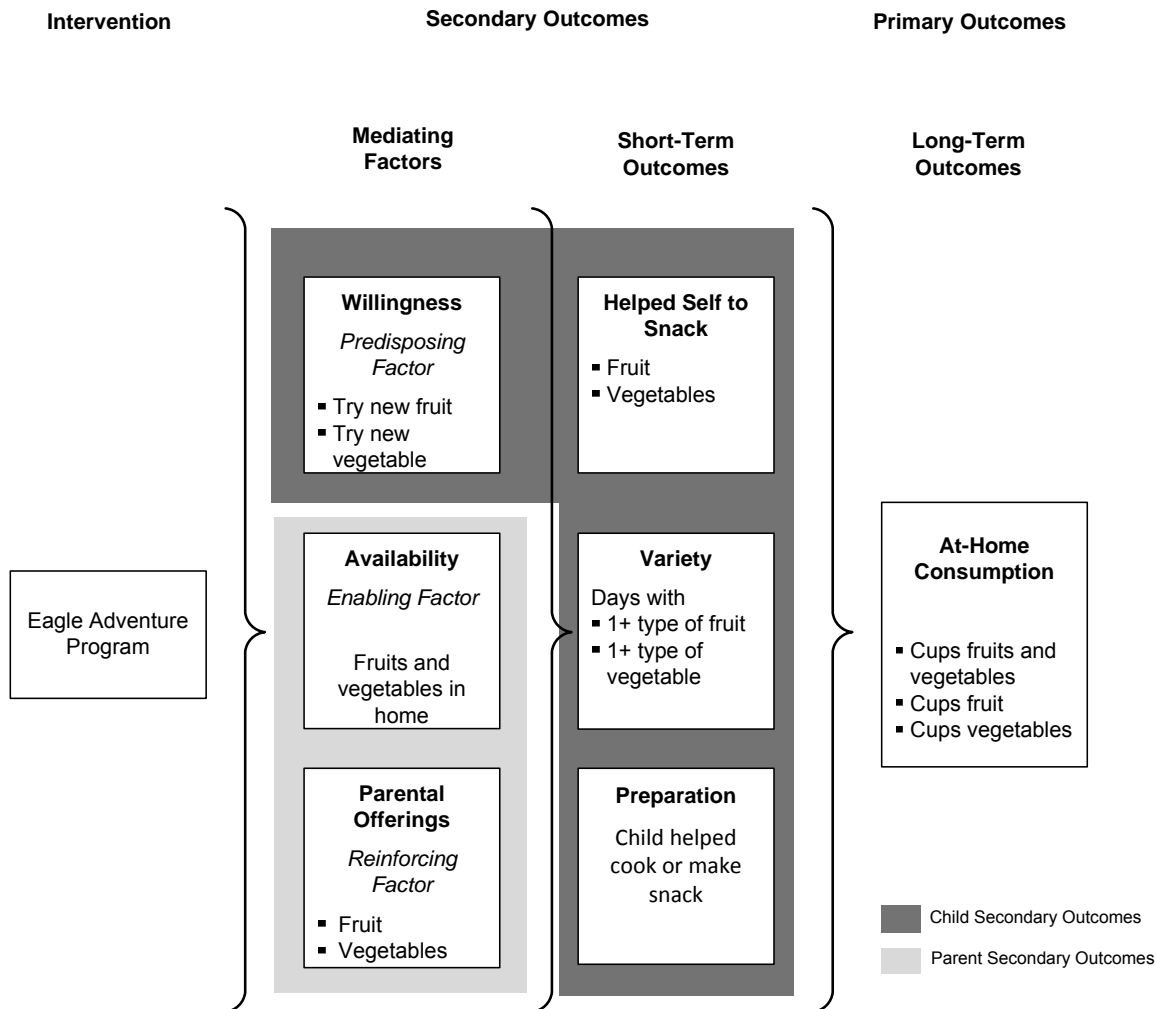 Intervention
Secondary Outcomes
Primary Outcomes
Mediating
Factors
Short-Term
Outcomes
Long-Term
Outcomes
Eagle Adventure
Program
Willingness
Predisposing
Factor
▪ Try new fruit
▪ Try new
vegetable
Availability
Enabling Factor
Fruits and
vegetables in
home
Parental
Offerings
Reinforcing
Factor
▪ Fruit
▪ Vegetables
Helped Self to
Snack
▪ Fruit
▪ Vegetables
Variety
Days with
▪ 1+ type of fruit
▪ 1+ type of
vegetable
Preparation
Child helped
cook or make
snack
At-Home
Consumption
▪ Cups fruits and
vegetables
▪ Cups fruit
▪ Cups vegetables
Child Secondary Outcomes
Parent Secondary Outcomes